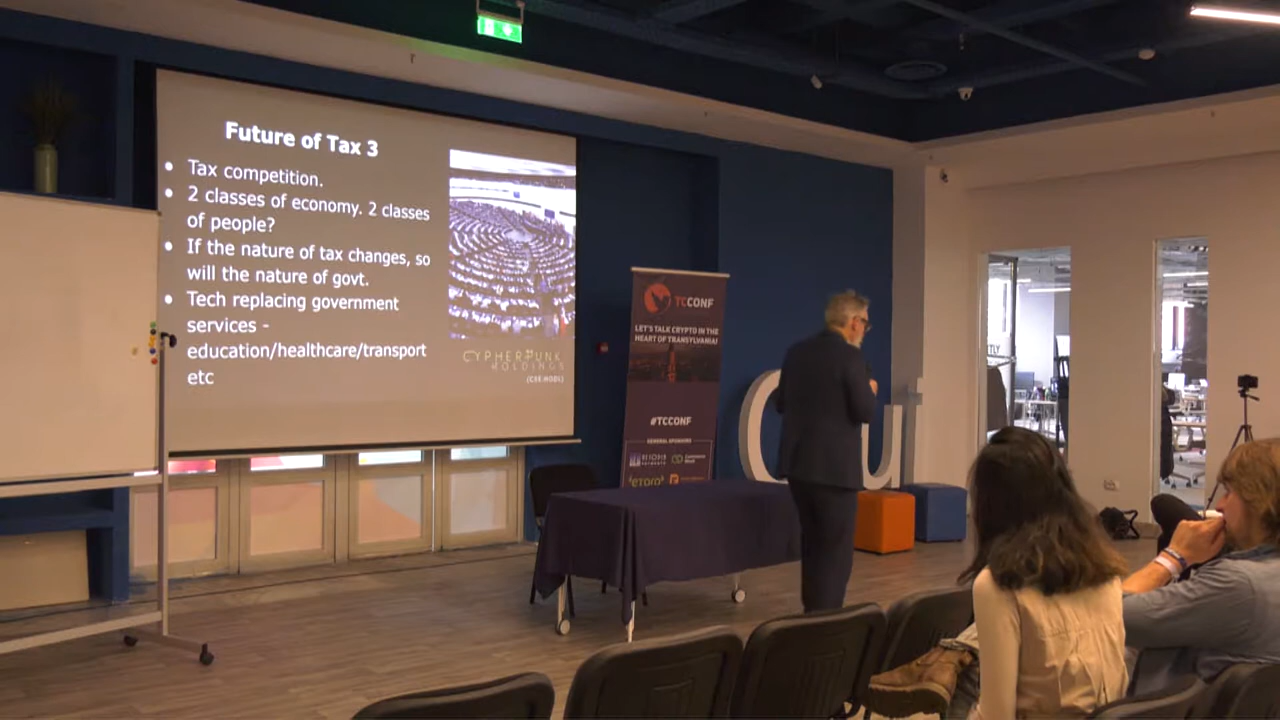 Future of Tax 3
• Tax competition.
• 2 classes of economy. 2 classes
of people?
• If the nature of tax changes, so
will the nature of govt.
• Tech replacing government
services -
education/healthcare/transport
etc
CYPHERPUNK
HOLDINGS
(CSE:HODL)
TCCONF
LET'S TALK CRYPTO IN THE
HEART OF TRANSYLVANIA!
#TCCONF
GENERAL SPONSORS
eToro
Cu